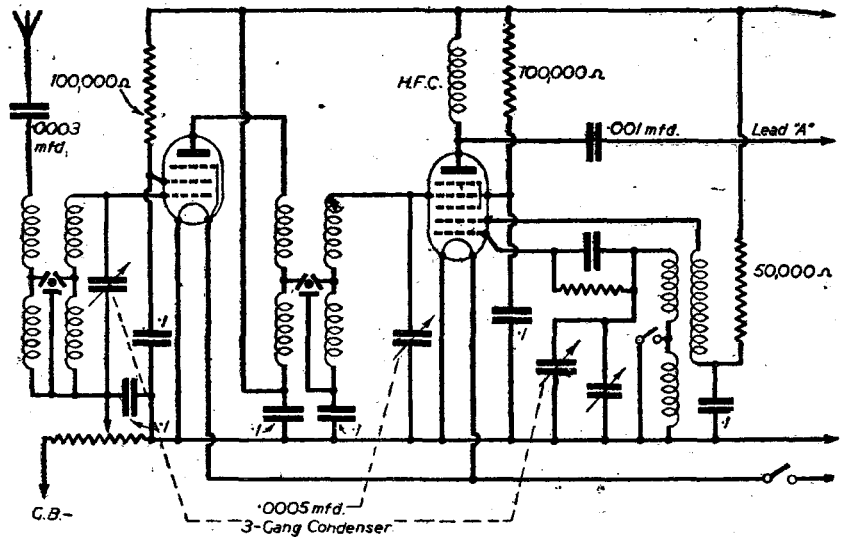 100,000Ω
H.F.C.
100,000Ω
.0003
mfd,
.001 mfd.
Lead "A"
50,000Ω
.1
.1
.1
.1
.1
.1
G.B.-
.0005 mfd.
3-Gang Condenser